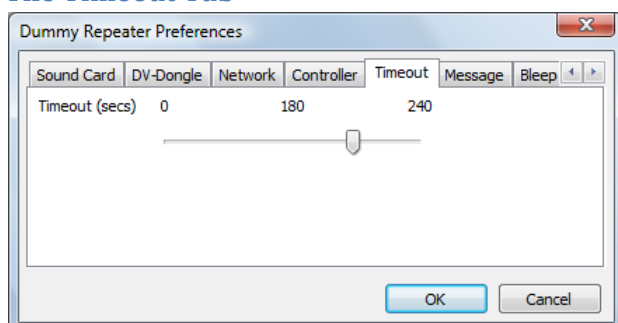 The Timeout Tab
Dummy Repeater Preferences
Sound Card DV-Dongle Network Controller Timeout Message Bleep
Timeout (secs) 0 180 240
OK Cancel